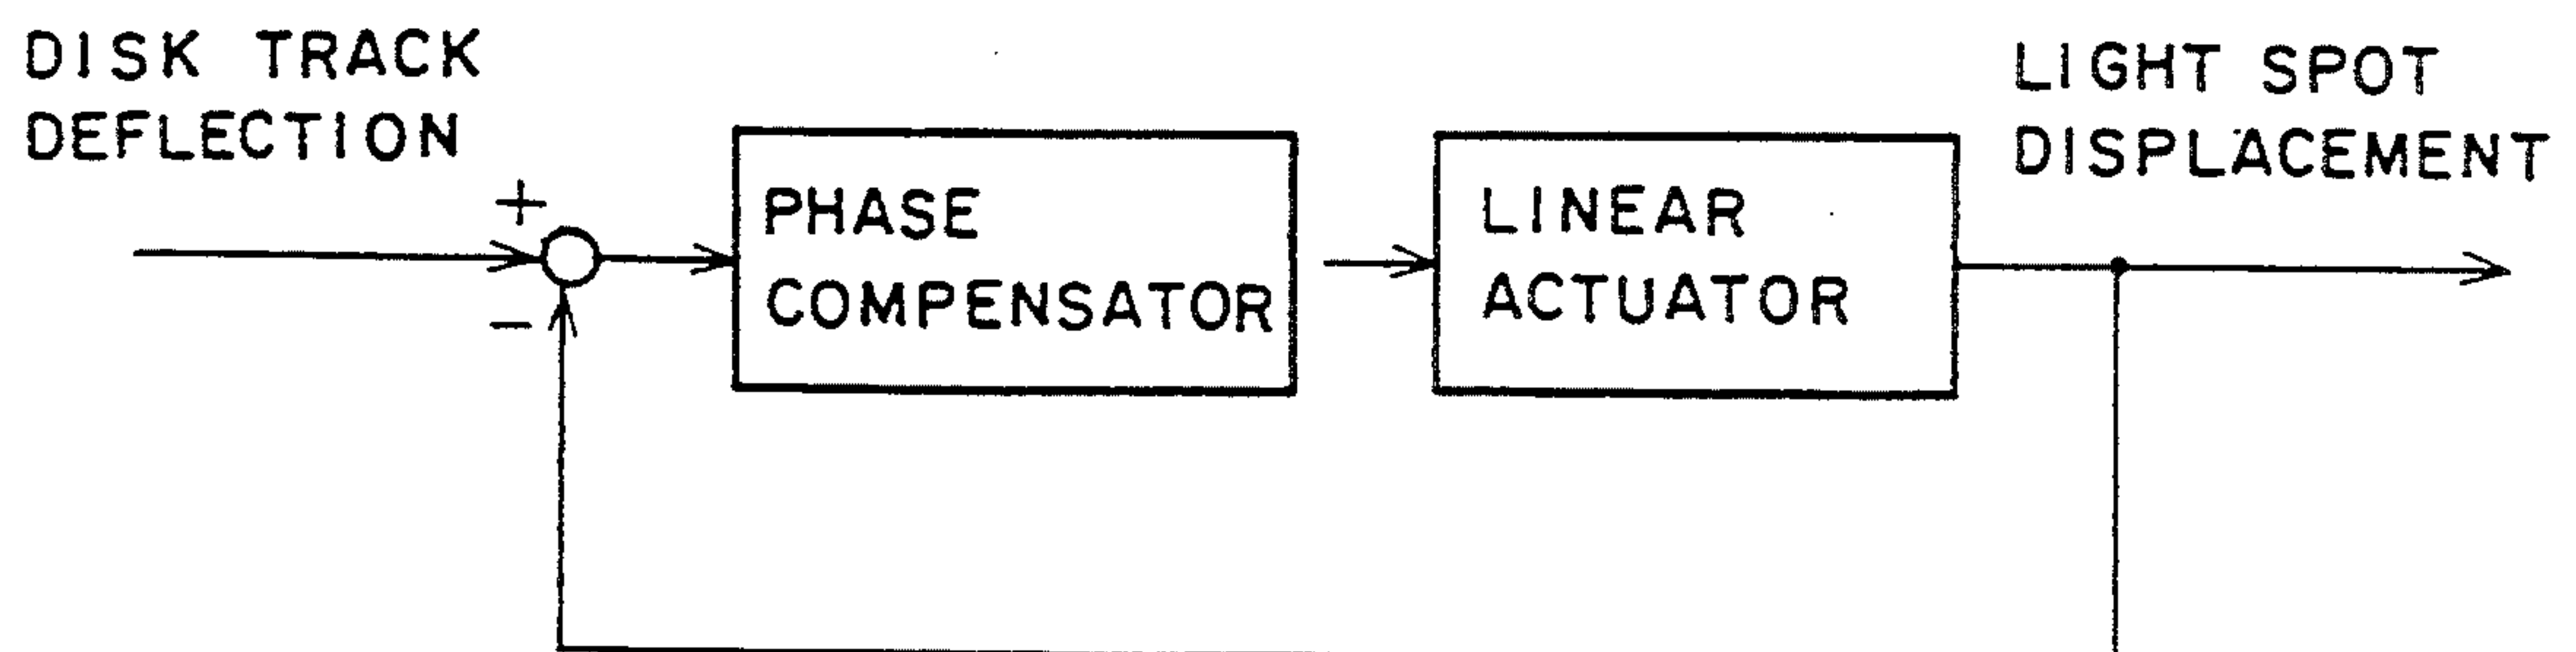 DISK TRACK
DEFLECTION
+
−
PHASE
COMPENSATOR
LINEAR
ACTUATOR
LIGHT SPOT
DISPLACEMENT